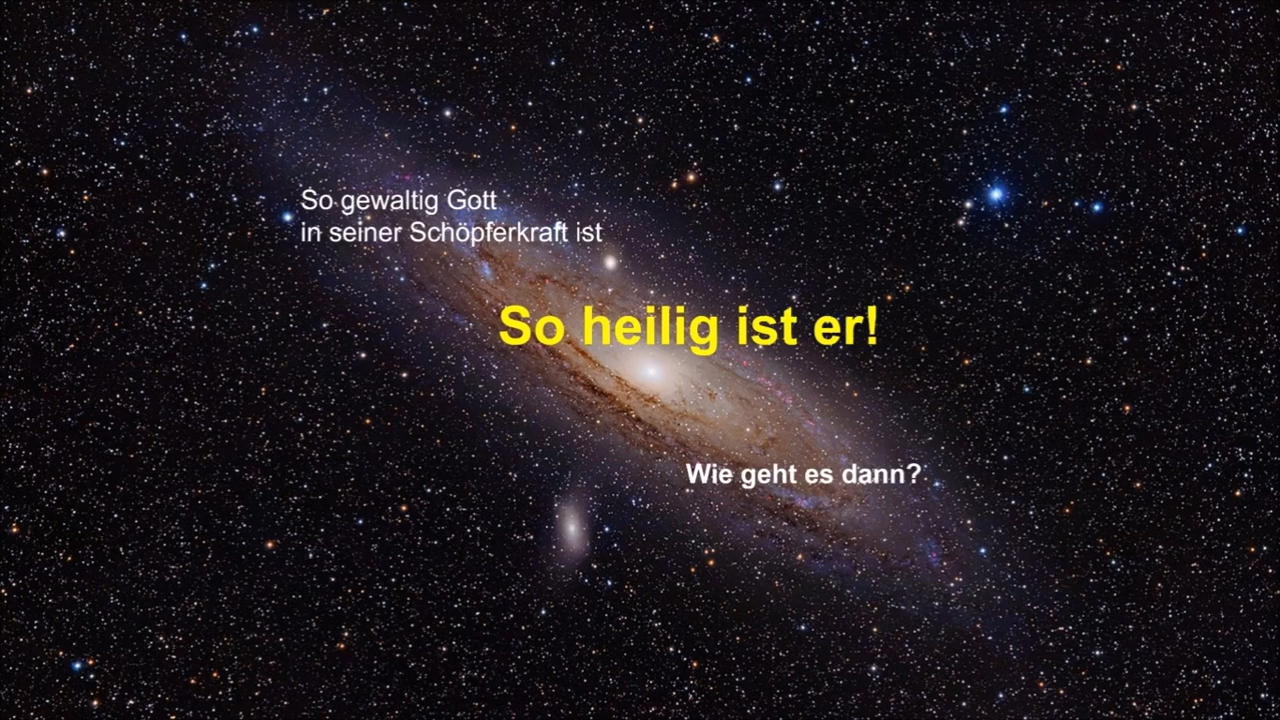 So gewaltig Gott
in seiner Schöpferkraft ist
So heilig ist er!
Wie geht es dann?